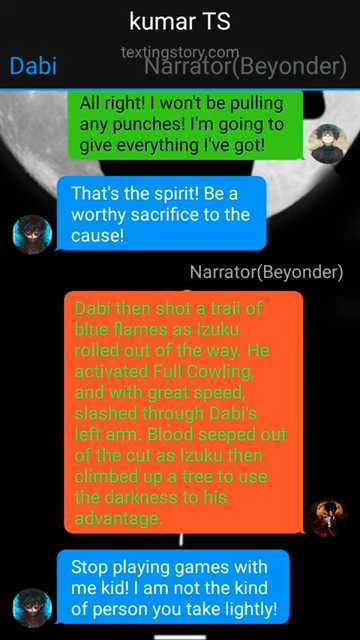 kumar TS
textingstory.com
Dabi
Narrator(Beyonder)
All right! I won't be pulling
any punches! I'm going to
give everything I've got!
That's the spirit! Be a
worthy sacrifice to the
cause!
Narrator(Beyonder)
Dabi then shot a trail of
blue flames as Izuku
rolled out of the way. He
activated Full Cowling,
and with great speed,
slashed through Dabi's
left arm. Blood seeped out
of the cut as Izuku then
climbed up a tree to use
the darkness to his
advantage.
Stop playing games with
me kid! I am not the kind
of person you take lightly!